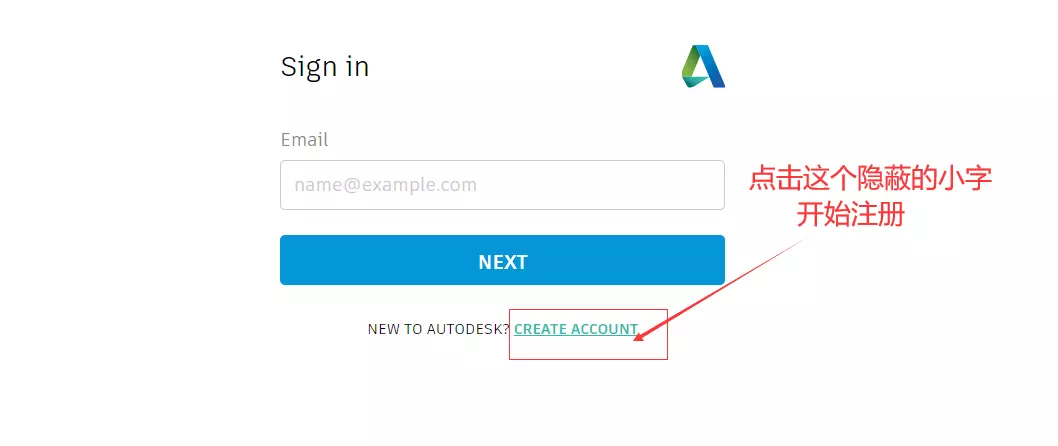 Sign in
Email
name@example.com
点击这个隐蔽的小字
开始注册
NEXT
NEW TO AUTODESK? CREATE ACCOUNT